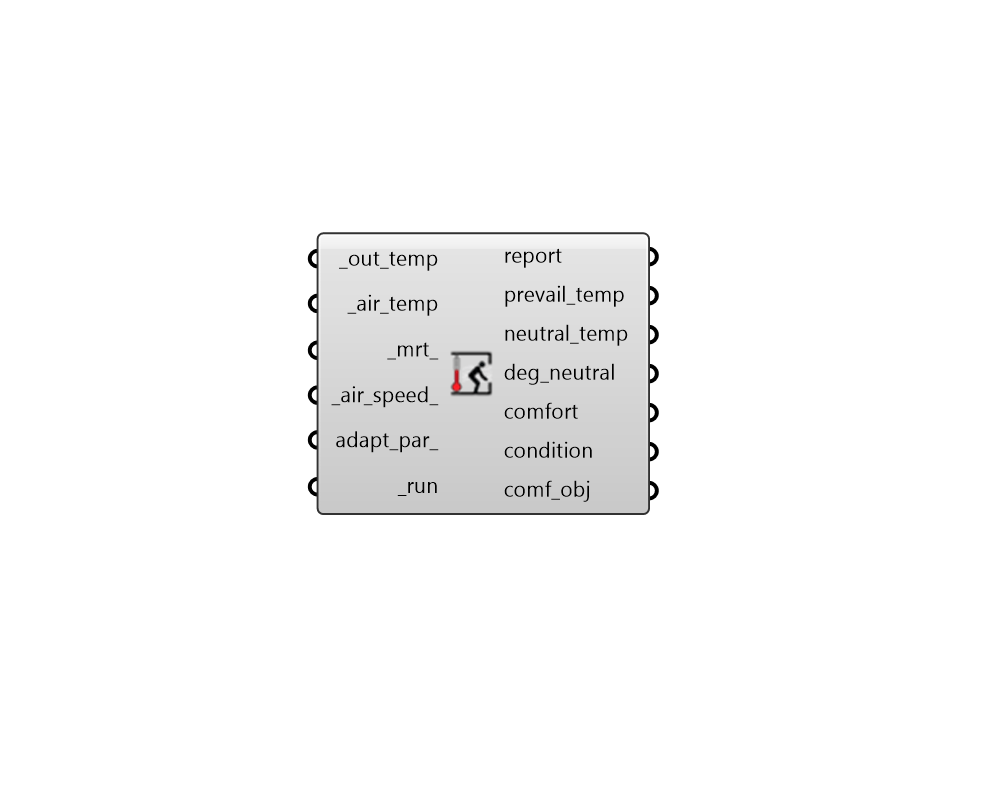 _out_temp
_air_temp
_mrt_
_air_speed_
adapt_par_
_run
report
prevail_temp
neutral_temp
deg_neutral
comfort
condition
comf_obj